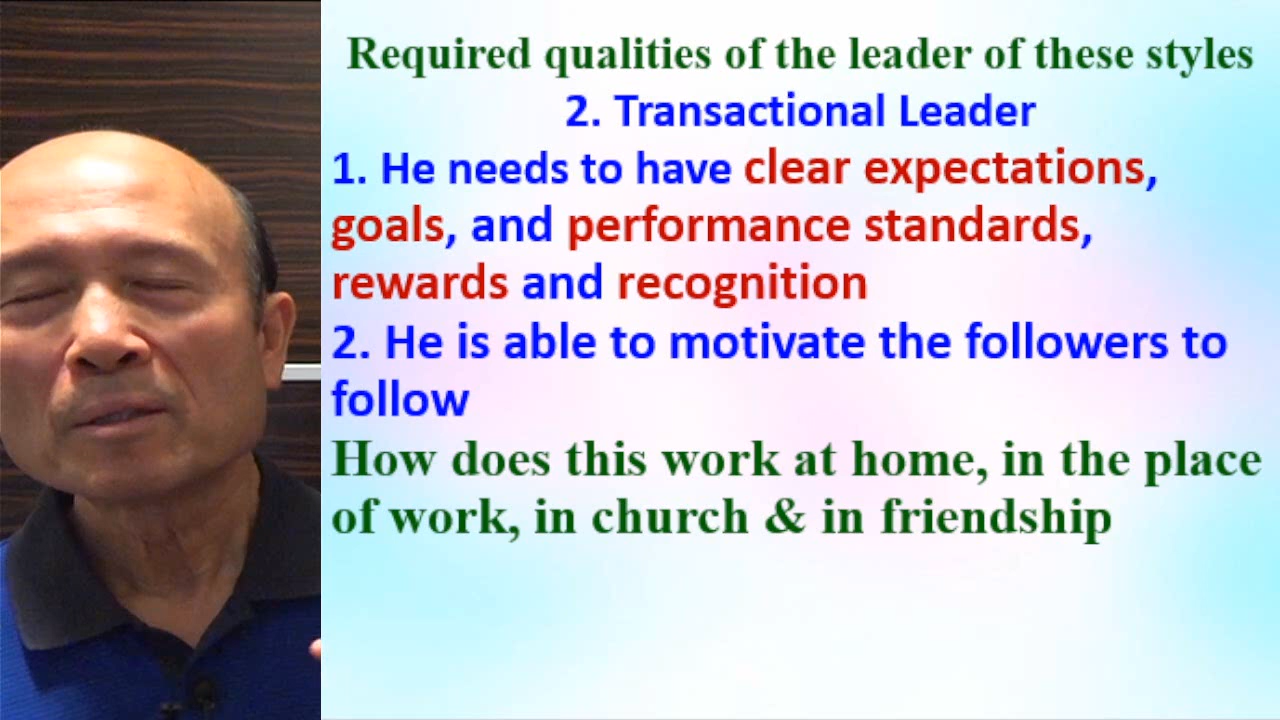 Required qualities of the leader of these styles
2. Transactional Leader
1. He needs to have clear expectations,
goals, and performance standards,
rewards and recognition
2. He is able to motivate the followers to
follow
How does this work at home, in the place
of work, in church & in friendship